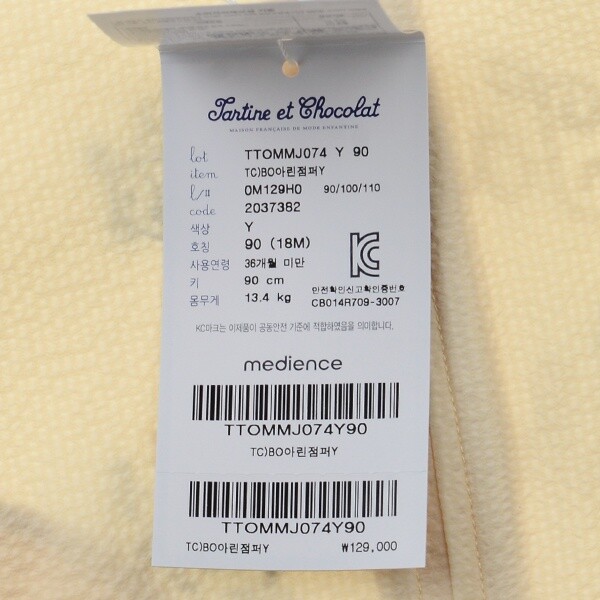 Tartine et Chocolat
MAISON FRANÇAISE DE MODE ENFANTINE
lot TTOMMJ074 Y 90
item TC)BO아린점퍼Y
l/# 0M129H0 90/100/110
code 2037382
색상 Y
호칭 90 (18M)
사용연령 36개월 미만
키 90 cm
몸무게 13.4 kg
안전확인신고확인증번호
CB014R709-3007
KC마크는 이제품이 공통안전 기준에 적합하였음을 의미합니다.
medience
TTOMMJ074Y90
TC)BO아린점퍼Y
TTOMMJ074Y90
TC)BO아린점퍼Y ₩129,000